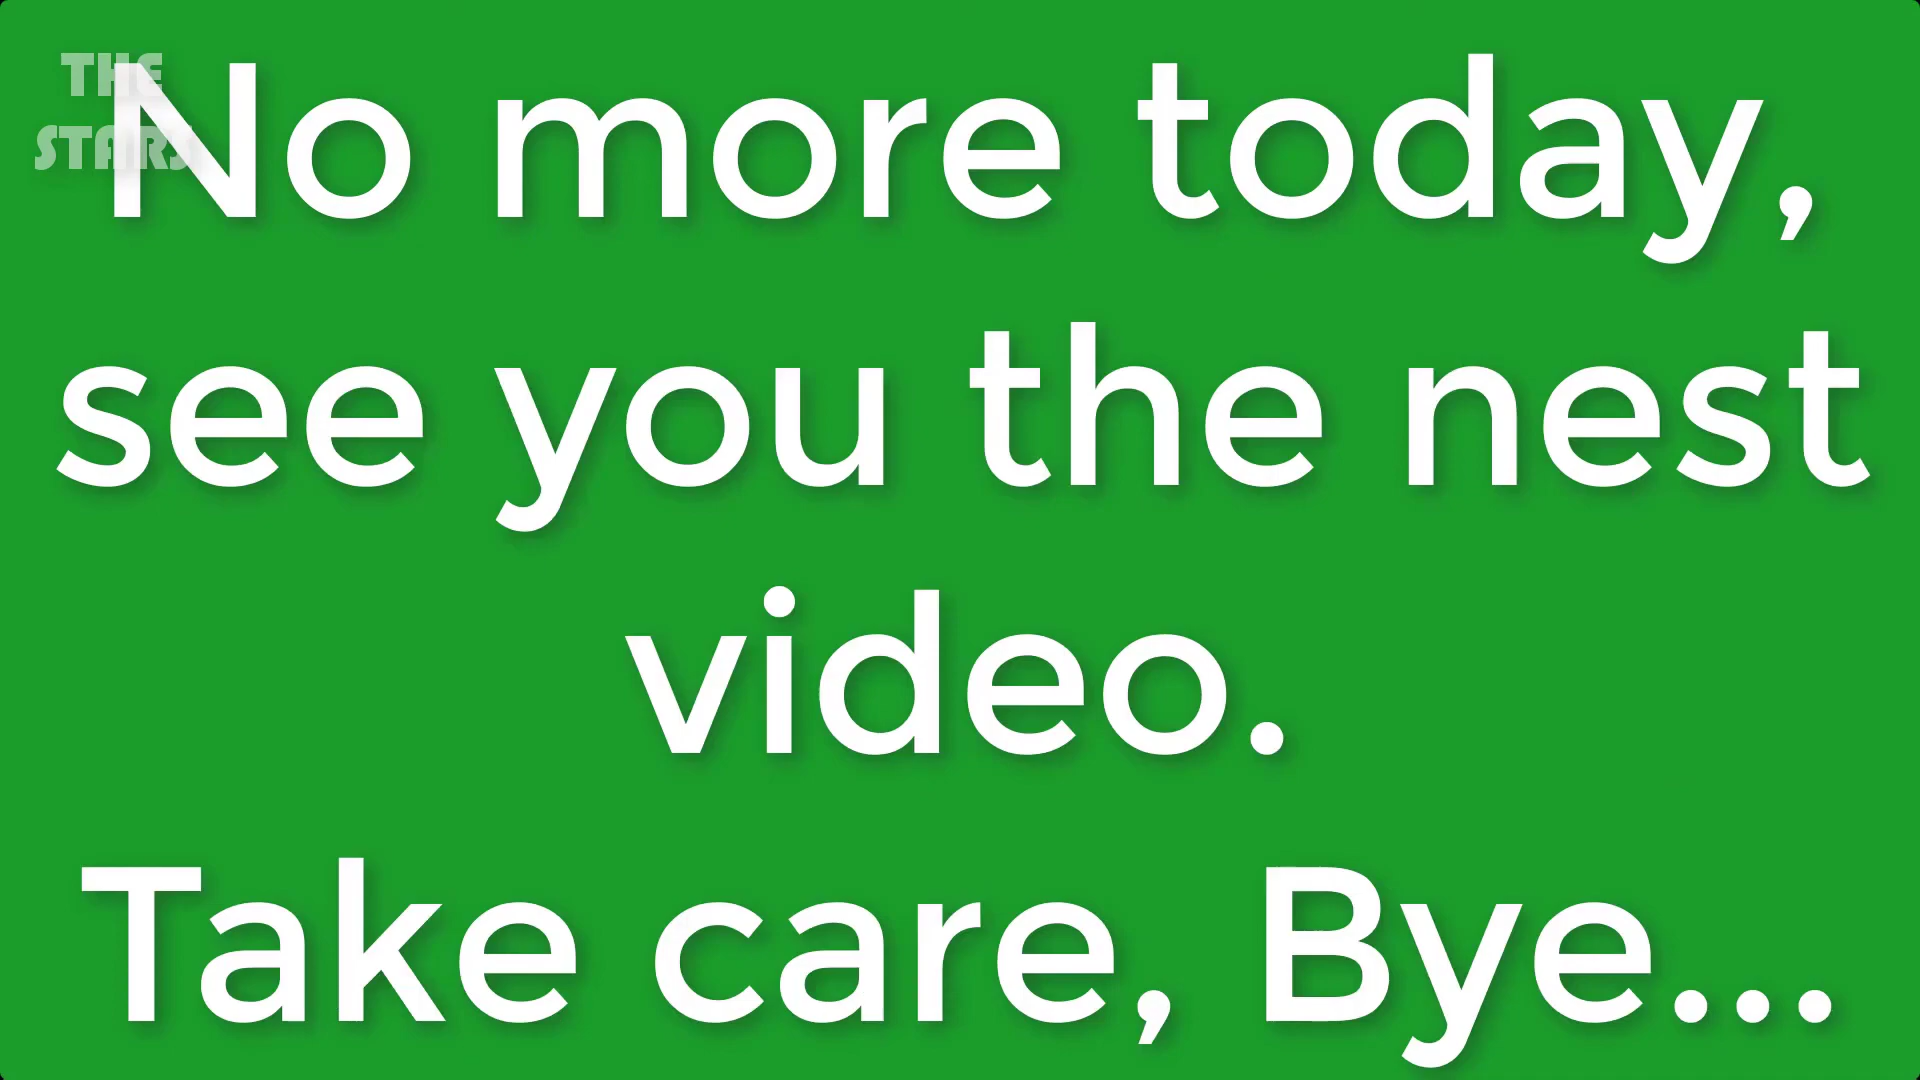 THE
STARS
No more today,
see you the nest
video.
Take care, Bye...